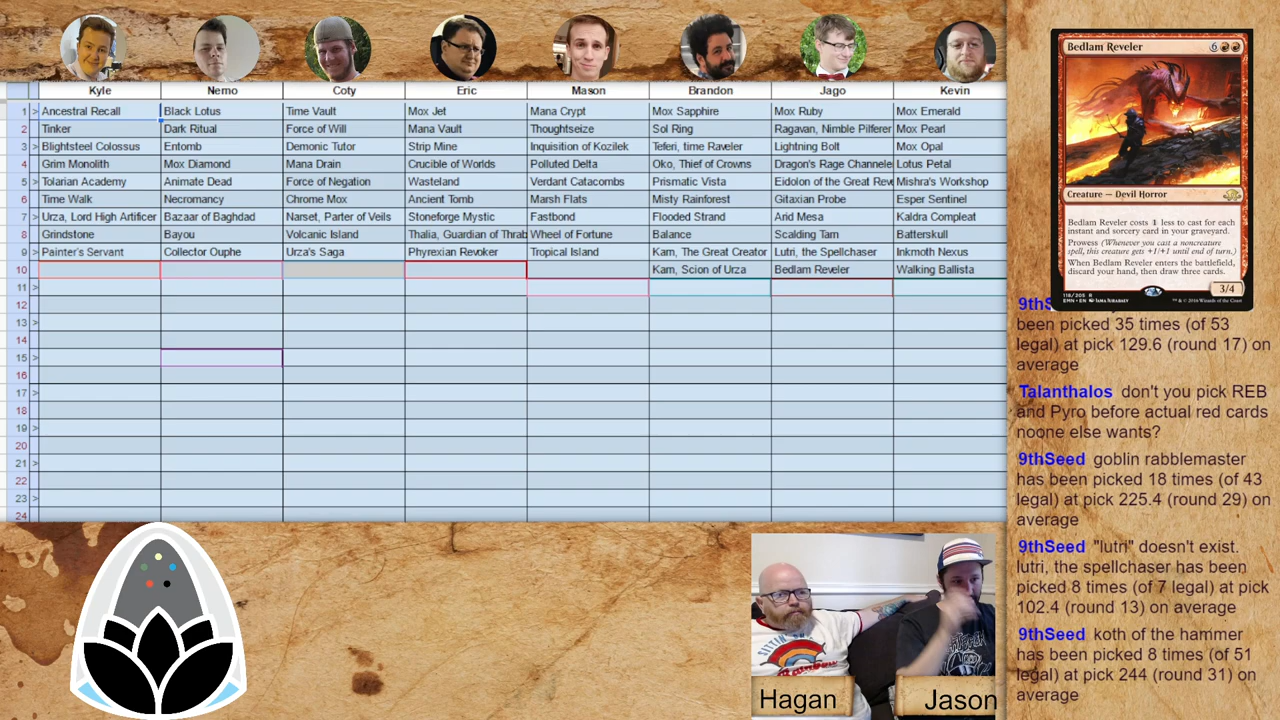 Kyle Nemo Coty Eric Mason Brandon Jago Kevin
1 > Ancestral Recall Black Lotus Time Vault Mox Jet Mana Crypt Mox Sapphire Mox Ruby Mox Emerald
2 Tinker Dark Ritual Force of Will Mana Vault Thoughtseize Sol Ring Ragavan, Nimble Pilferer Mox Pearl
3 > Blightsteel Colossus Entomb Demonic Tutor Strip Mine Inquisition of Kozilek Teferi, time Raveler Lightning Bolt Mox Opal
4 Grim Monolith Mox Diamond Mana Drain Crucible of Worlds Polluted Delta Oko, Thief of Crowns Dragon's Rage Channele Lotus Petal
5 > Tolarian Academy Animate Dead Force of Negation Wasteland Verdant Catacombs Prismatic Vista Eidolon of the Great Rev Mishra's Workshop
6 Time Walk Necromancy Chrome Mox Ancient Tomb Marsh Flats Misty Rainforest Gitaxian Probe Esper Sentinel
7 > Urza, Lord High Artificer Bazaar of Baghdad Narset, Parter of Veils Stoneforge Mystic Fastbond Flooded Strand Arid Mesa Kaldra Compleat
8 Grindstone Bayou Volcanic Island Thalia, Guardian of Thrab Wheel of Fortune Balance Scalding Tarn Batterskull
9 > Painter's Servant Collector Ouphe Urza's Saga Phyrexian Revoker Tropical Island Karn, The Great Creator Lutri, the Spellchaser Inkmoth Nexus
10 Karn, Scion of Urza Bedlam Reveler Walking Ballista
11 >
12
13 >
14
15 >
16
17 >
18
19 >
20
21 >
22
23 >
24
Bedlam Reveler 6
Creature — Devil Horror
Bedlam Reveler costs 1 less to cast for each
instant and sorcery card in your graveyard.
Prowess (Whenever you cast a noncreature
spell, this creature gets +1/+1 until end of turn.)
When Bedlam Reveler enters the battlefield,
discard your hand, then draw three cards.
3/4
118/205 R
been picked 35 times (of 53
legal) at pick 129.6 (round 17) on
average
Talanthalos don't you pick REB
and Pyro before actual red cards
noone else wants?
9thSeed goblin rabblemaster
has been picked 18 times (of 43
legal) at pick 225.4 (round 29) on
average
9thSeed "lutri" doesn't exist.
lutri, the spellchaser has been
picked 8 times (of 7 legal) at pick
102.4 (round 13) on average
9thSeed koth of the hammer
has been picked 8 times (of 51
legal) at pick 244 (round 31) on
average
Hagan
Jason